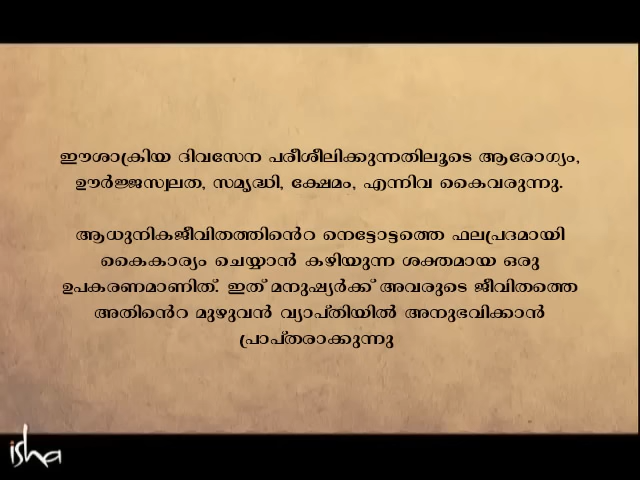 ഈശാക്രിയ ദിവസേന പരീശീലിക്കുന്നതിലൂടെ ആരോഗ്യം,
ഊർജ്ജസ്വലത, സമൃദ്ധി, ക്ഷേമം, എന്നിവ കൈവരുന്നു.
ആധുനികജീവിതത്തിൻെറ നെട്ടോട്ടത്തെ ഫലപ്രദമായി
കൈകാര്യം ചെയ്യാൻ കഴിയുന്ന ശക്തമായ ഒരു
ഉപകരണമാണിത്. ഇത് മനുഷ്യർക്ക് അവരുടെ ജീവിതത്തെ
അതിൻെറ മുഴുവൻ വ്യാപ്തിയിൽ അനുഭവിക്കാൻ
പ്രാപ്തരാക്കുന്നു
isha